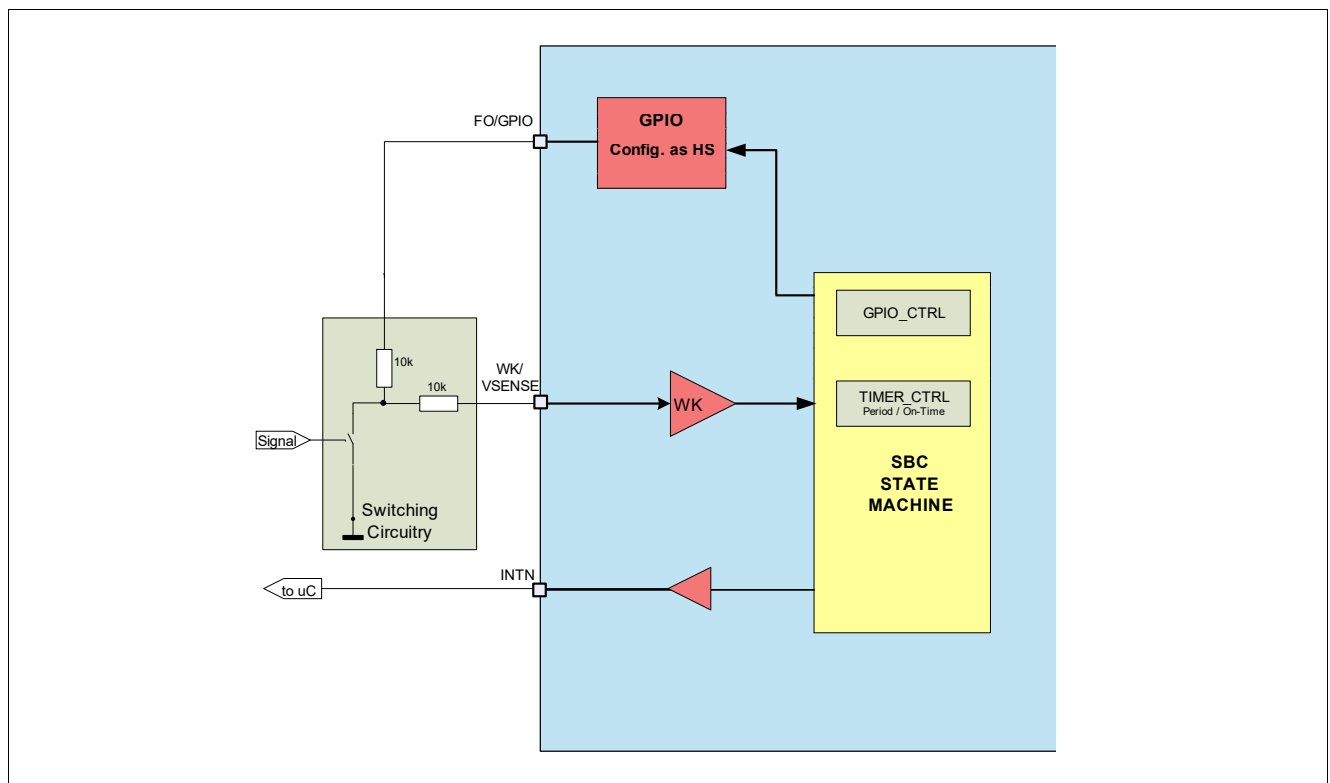 FO/GPIO
GPIO
Config. as HS
GPIO_CTRL
10k
10k
WK/
VSENSE
WK
TIMER_CTRL
Period / On-Time
Signal
SBC
STATE
MACHINE
Switching
Circuitry
INTN
to uC